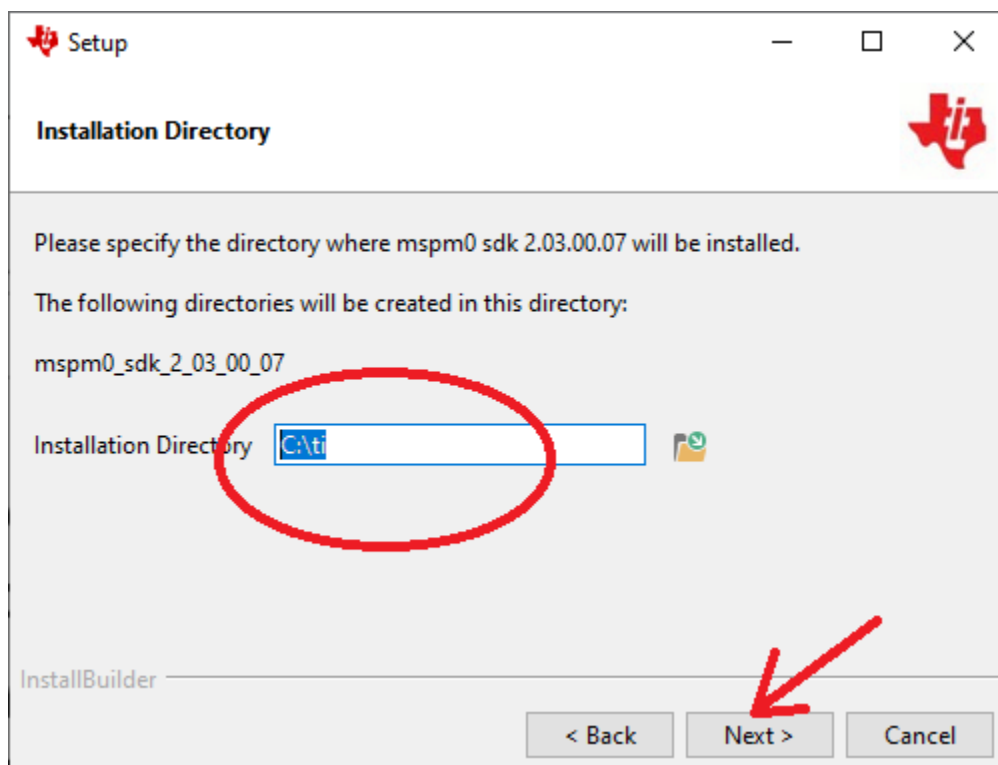 Setup
Installation Directory
Please specify the directory where mspm0 sdk 2.03.00.07 will be installed.
The following directories will be created in this directory:
mspm0_sdk_2_03_00_07
Installation Directory C:\ti
InstallBuilder
< Back Next > Cancel